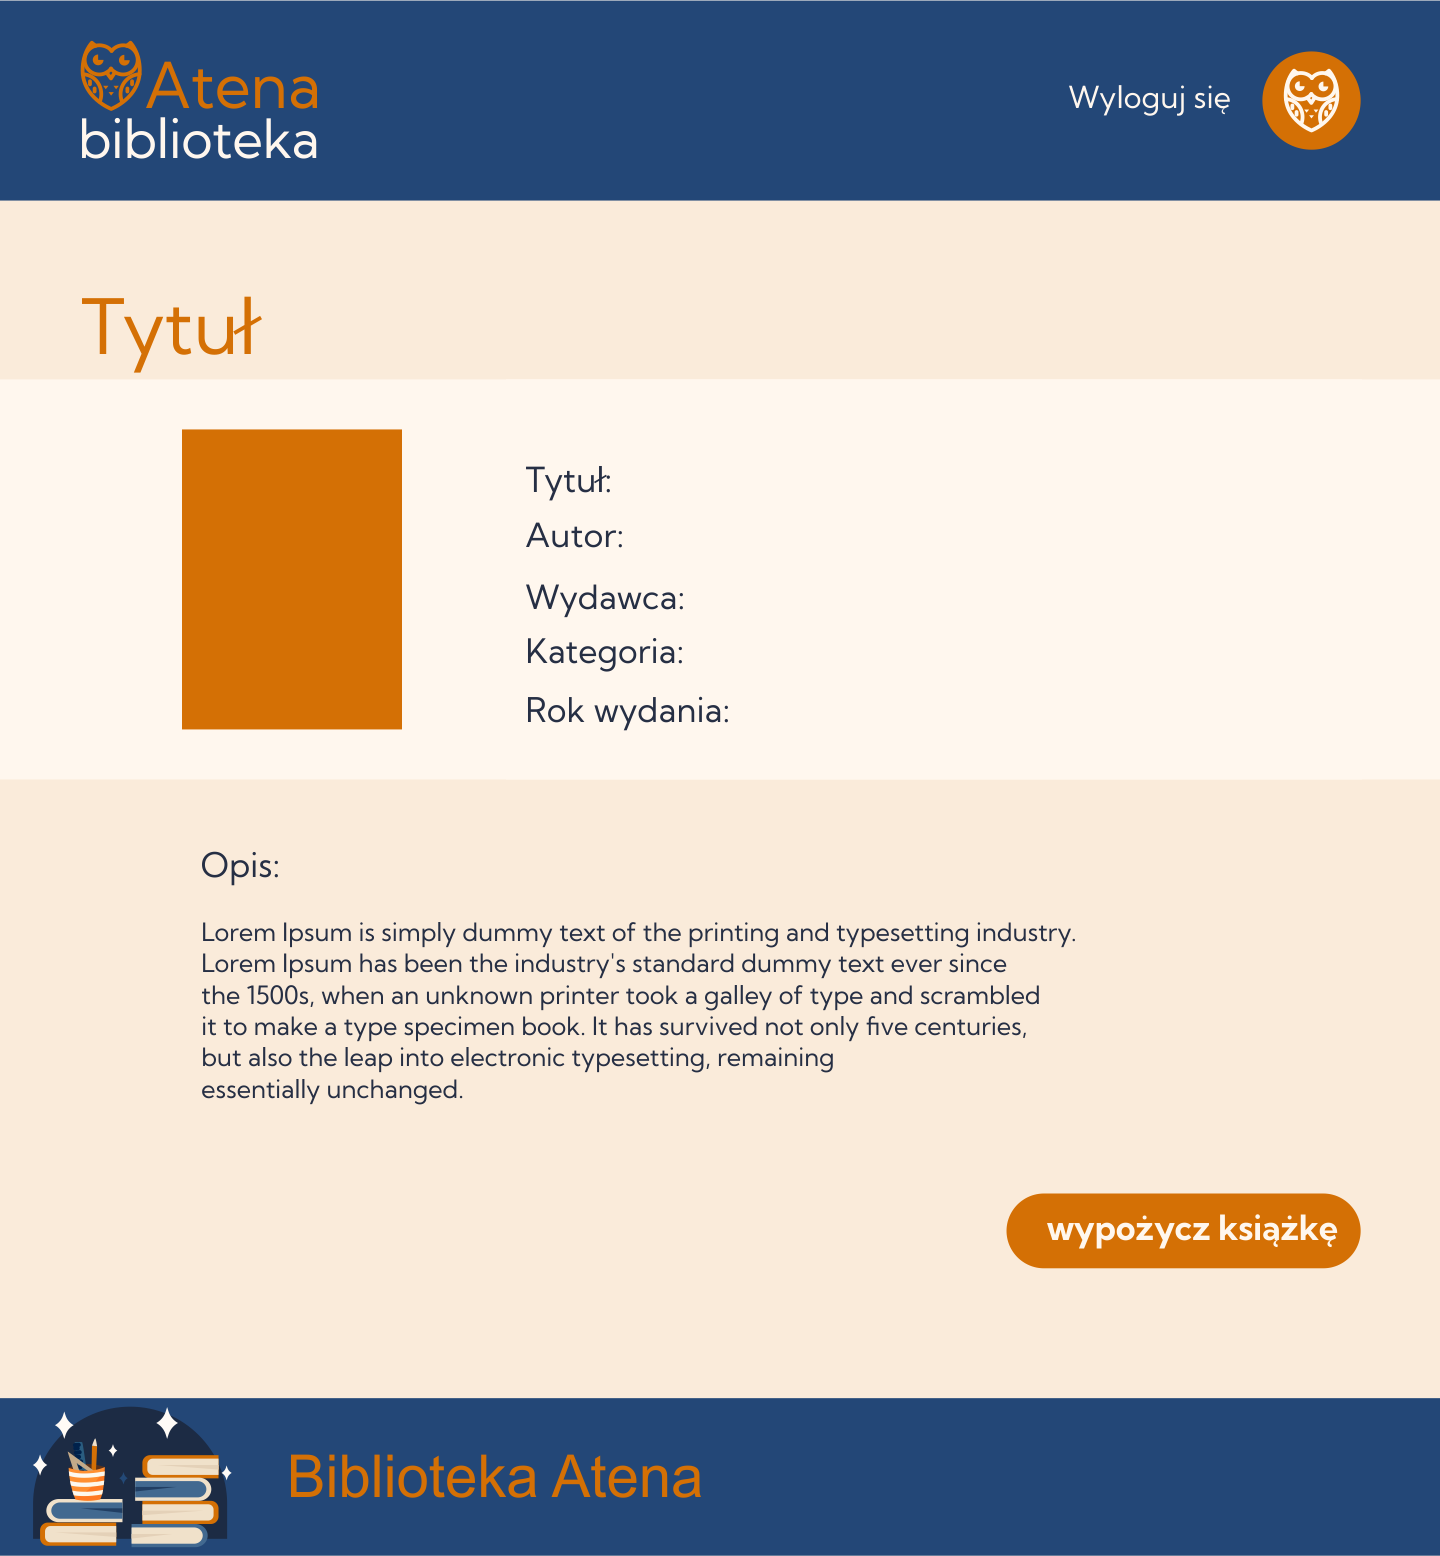 Atena
biblioteka
Wyloguj się
Tytuł
Tytuł:
Autor:
Wydawca:
Kategoria:
Rok wydania:
Opis:
Lorem Ipsum is simply dummy text of the printing and typesetting industry.
Lorem Ipsum has been the industry's standard dummy text ever since
the 1500s, when an unknown printer took a galley of type and scrambled
it to make a type specimen book. It has survived not only five centuries,
but also the leap into electronic typesetting, remaining
essentially unchanged.
wypożycz książkę
Biblioteka Atena